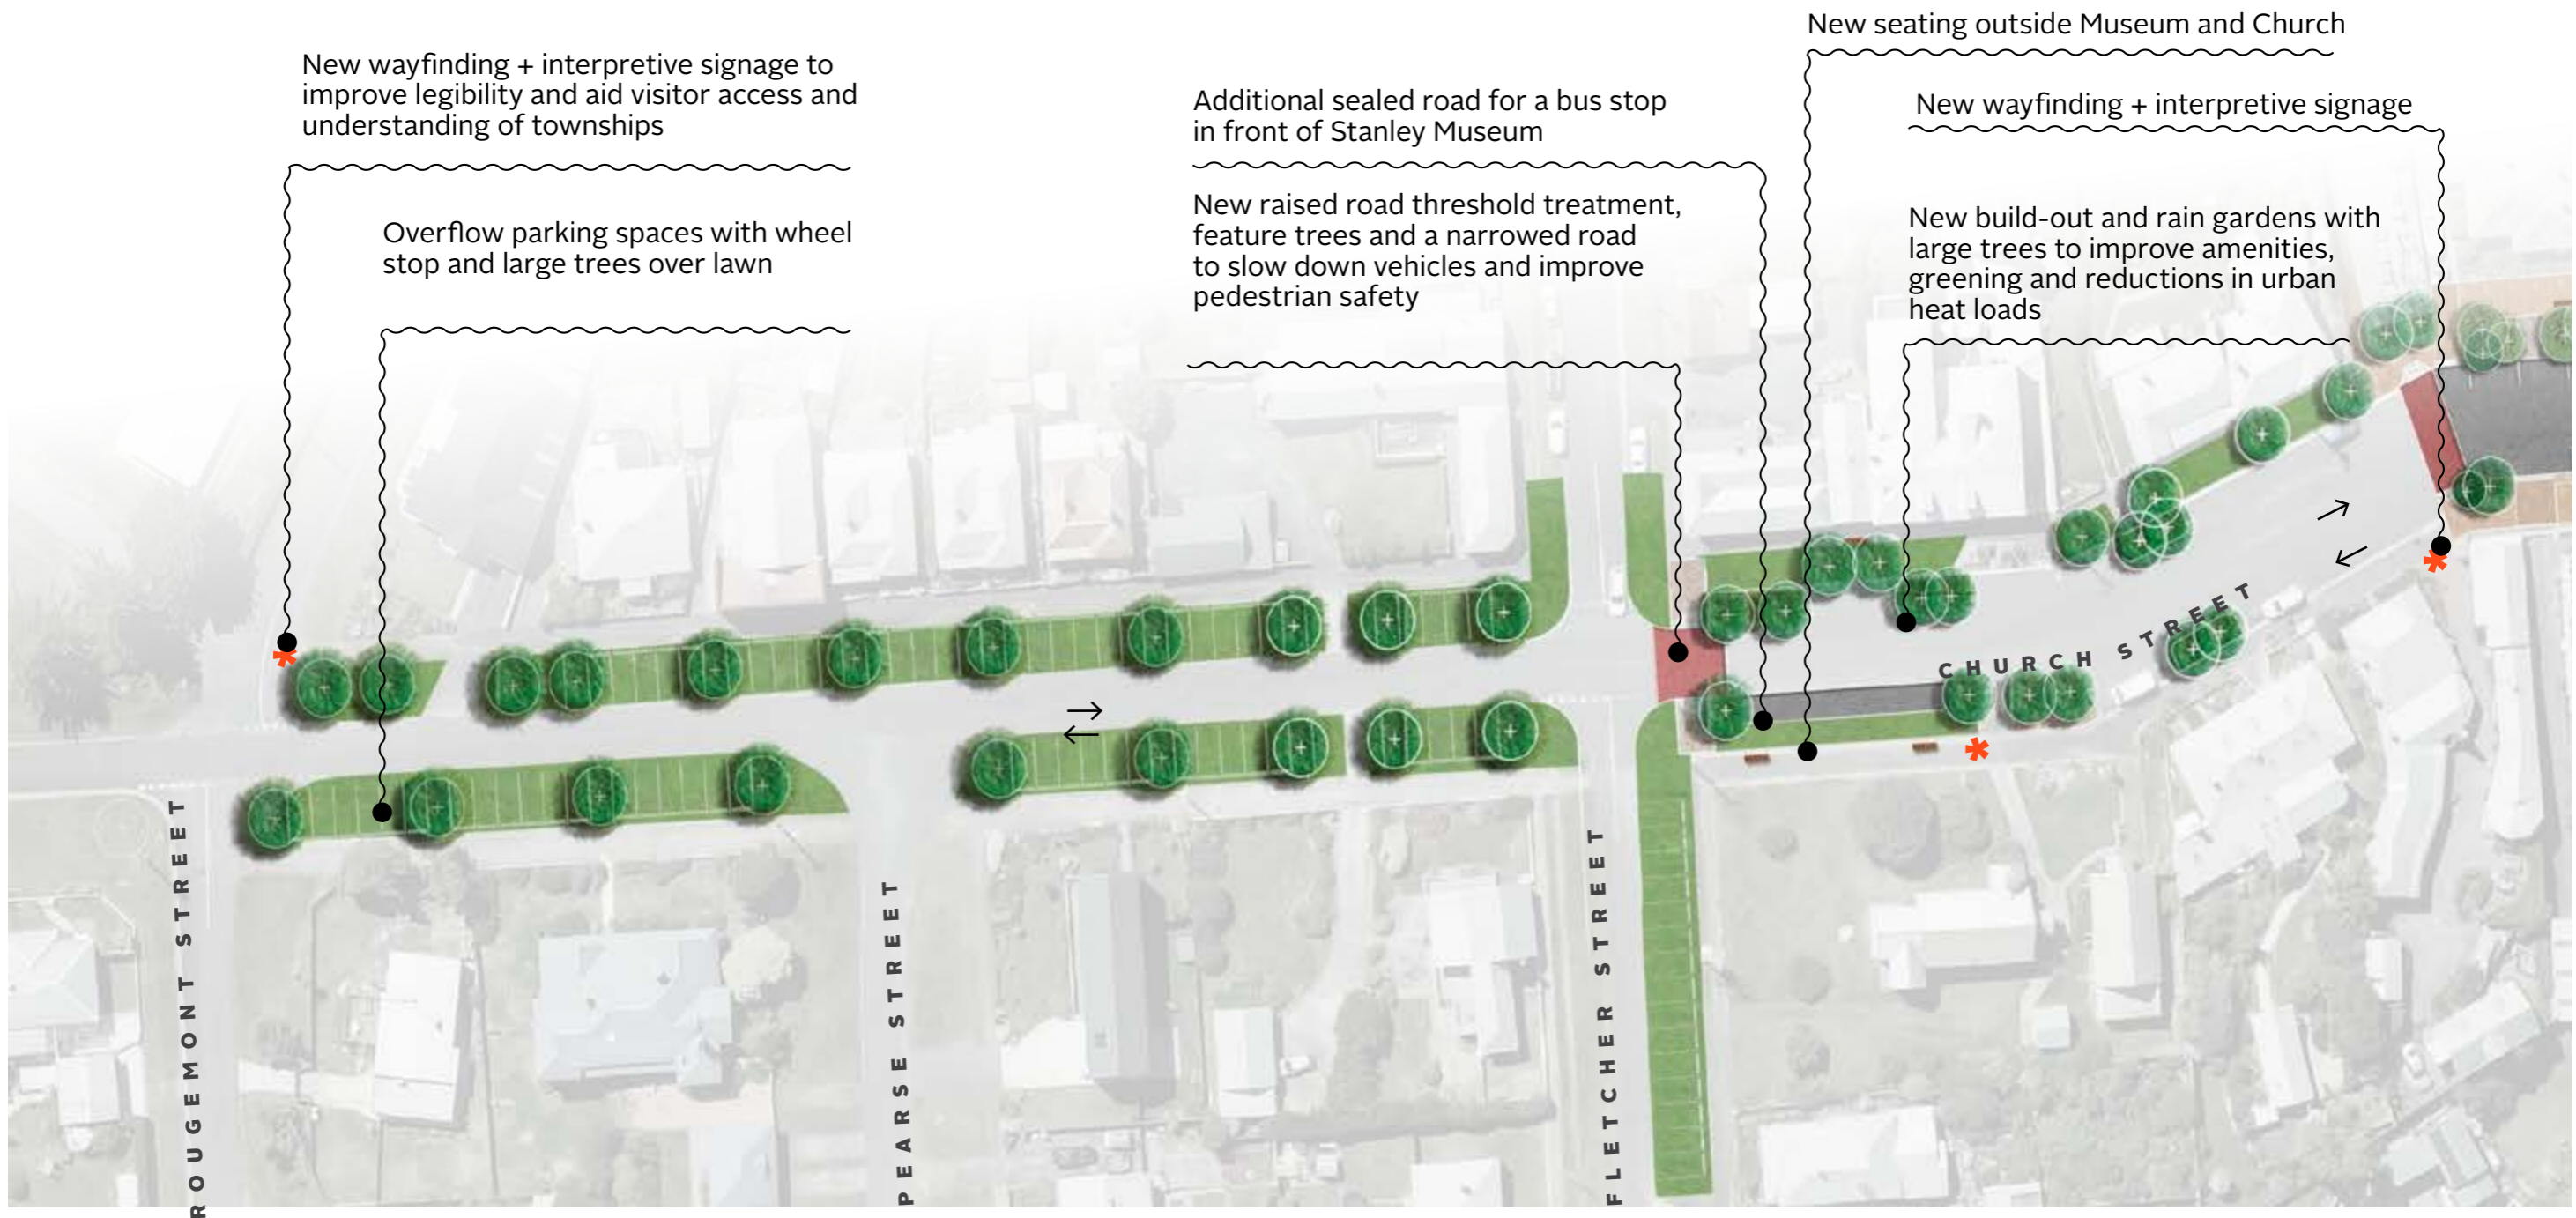 New wayfinding + interpretive signage to
improve legibility and aid visitor access and
understanding of townships
Overflow parking spaces with wheel
stop and large trees over lawn
Additional sealed road for a bus stop
in front of Stanley Museum
New raised road threshold treatment,
feature trees and a narrowed road
to slow down vehicles and improve
pedestrian safety
New seating outside Museum and Church
New wayfinding + interpretive signage
New build-out and rain gardens with
large trees to improve amenities,
greening and reductions in urban
heat loads
CHURCH STREET
ROUGEMONT STREET
PEARSE STREET
FLETCHER STREET